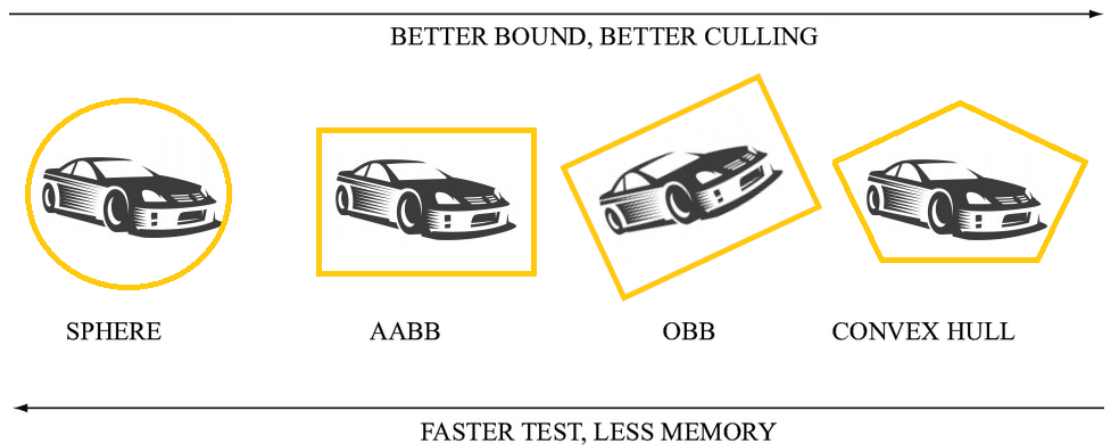 BETTER BOUND, BETTER CULLING
SPHERE
AABB
OBB
CONVEX HULL
FASTER TEST, LESS MEMORY